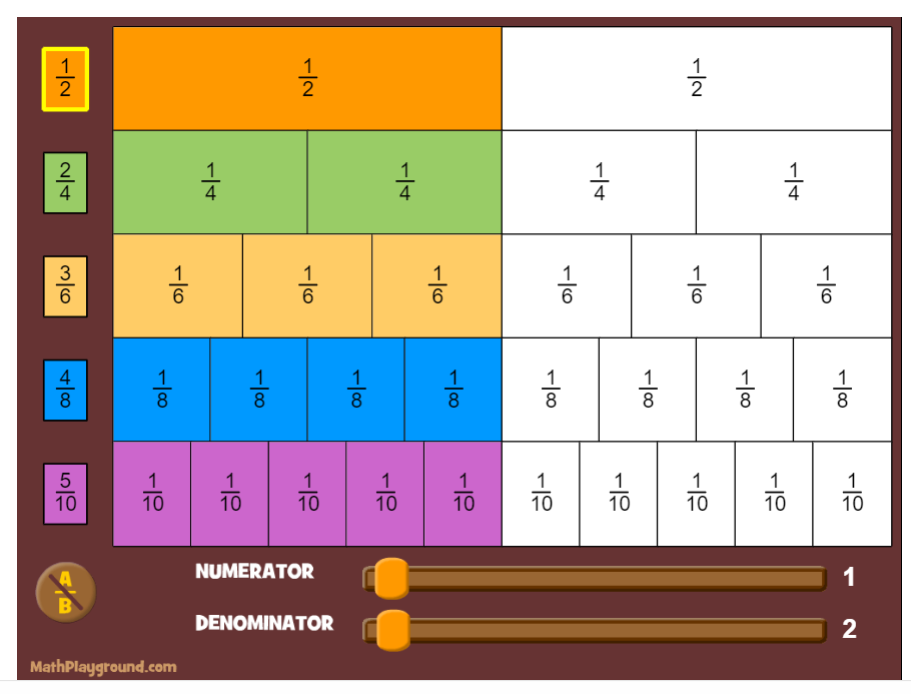 1/2 1/2 1/2
2/4 1/4 1/4 1/4 1/4
3/6 1/6 1/6 1/6 1/6 1/6 1/6
4/8 1/8 1/8 1/8 1/8 1/8 1/8 1/8 1/8
5/10 1/10 1/10 1/10 1/10 1/10 1/10 1/10 1/10 1/10 1/10
A/B
NUMERATOR 1
DENOMINATOR 2
MathPlayground.com